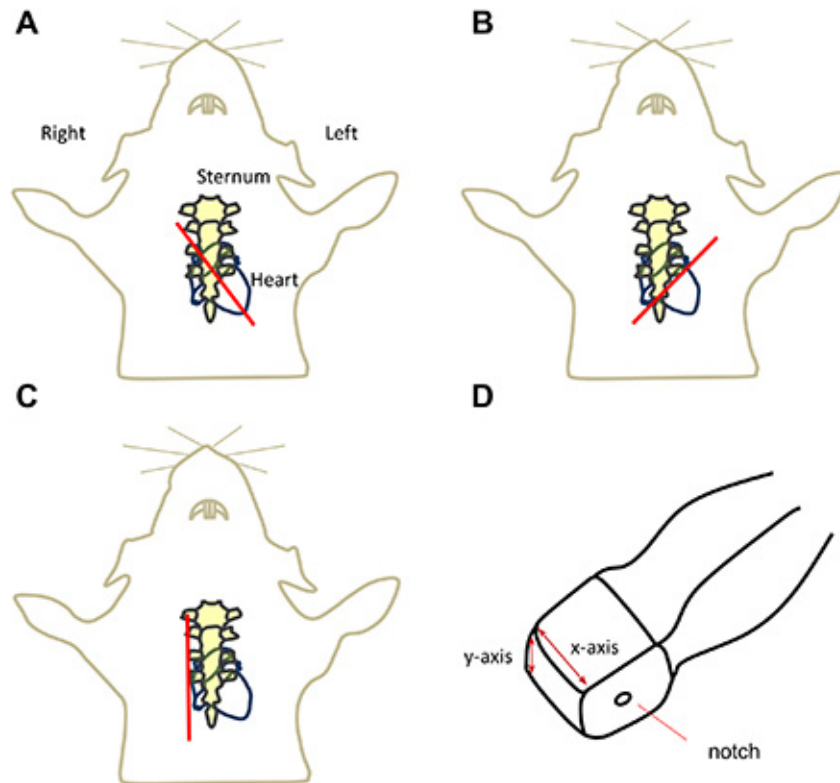 A
B
Right
Left
Sternum
Heart
C
D
y-axis
x-axis
notch